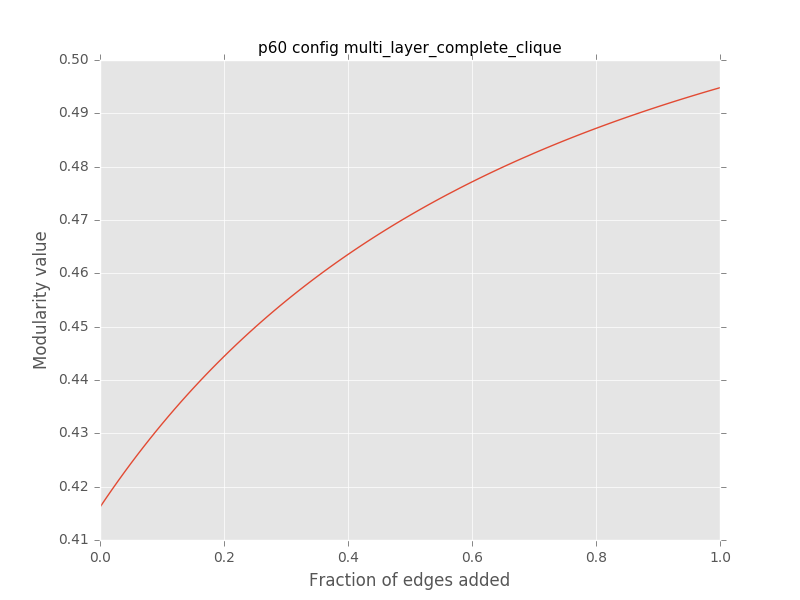 p60 config multi_layer_complete_clique
0.50
0.49
0.48
0.47
0.46
0.45
0.44
0.43
0.42
0.41
Modularity value
0.0 0.2 0.4 0.6 0.8 1.0
Fraction of edges added